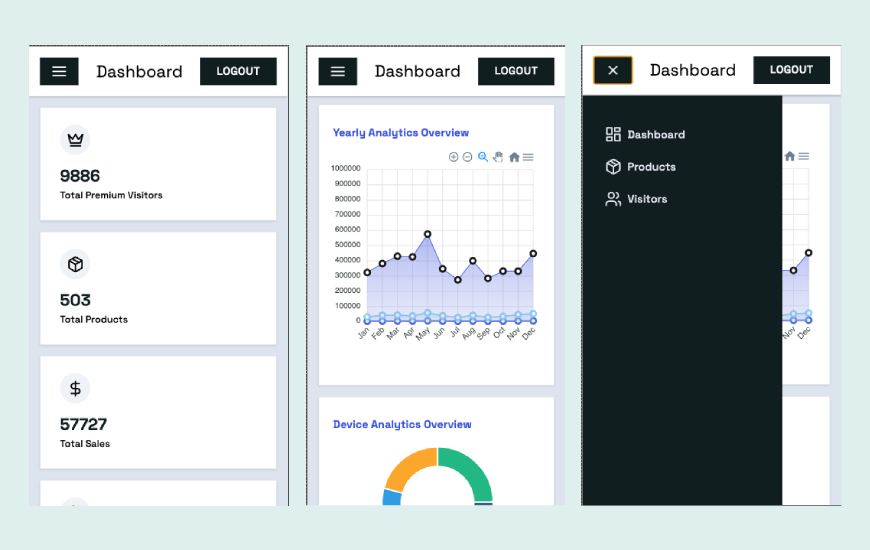 Dashboard
LOGOUT
9886
Total Premium Visitors
503
Total Products
57727
Total Sales
Dashboard
LOGOUT
Yearly Analytics Overview
1000000
900000
800000
700000
600000
500000
400000
300000
200000
100000
0
Jan Feb Mar Apr May Jun Jul Aug Sep Oct Nov Dec
Device Analytics Overview
Dashboard
LOGOUT
Dashboard
Products
Visitors
Nov Dec